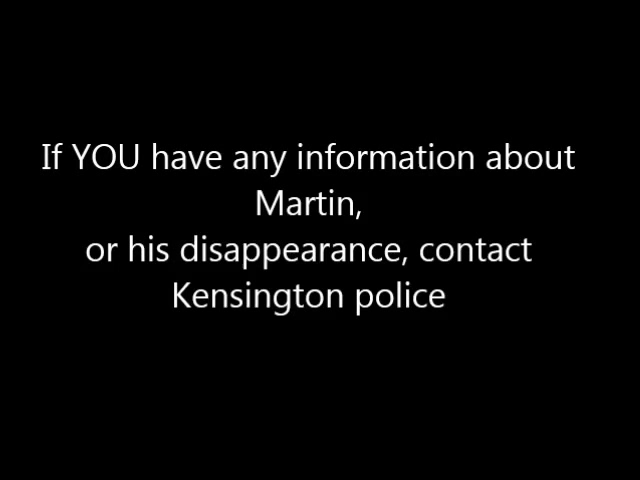 If YOU have any information about
Martin,
or his disappearance, contact
Kensington police